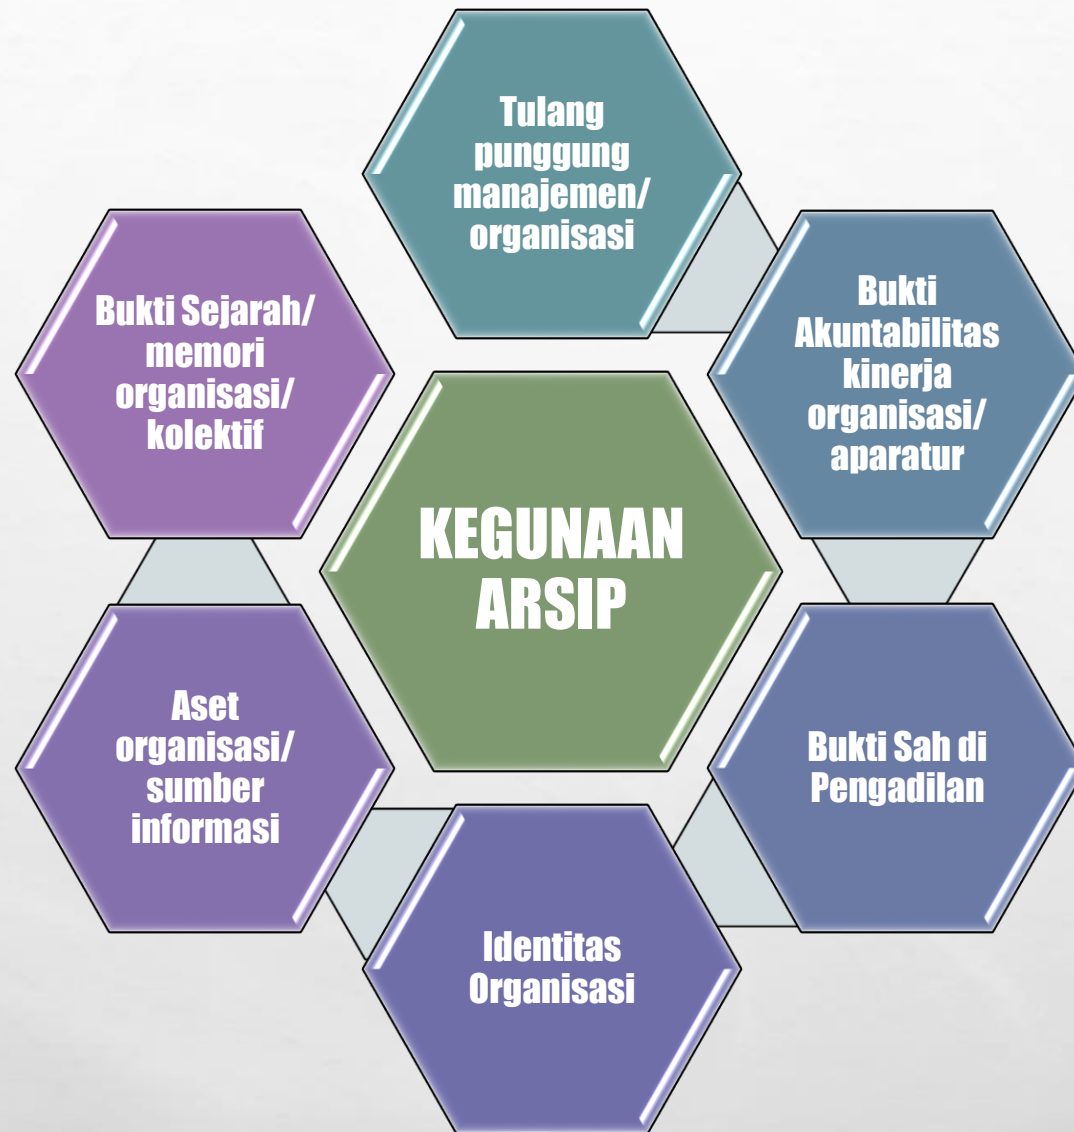 Tulang
punggung
manajemen/
organisasi
Bukti
Akuntabilitas
kinerja
organisasi/
aparatur
Bukti Sah di
Pengadilan
Identitas
Organisasi
Aset
organisasi/
sumber
informasi
Bukti Sejarah/
memori
organisasi/
kolektif
KEGUNAAN
ARSIP